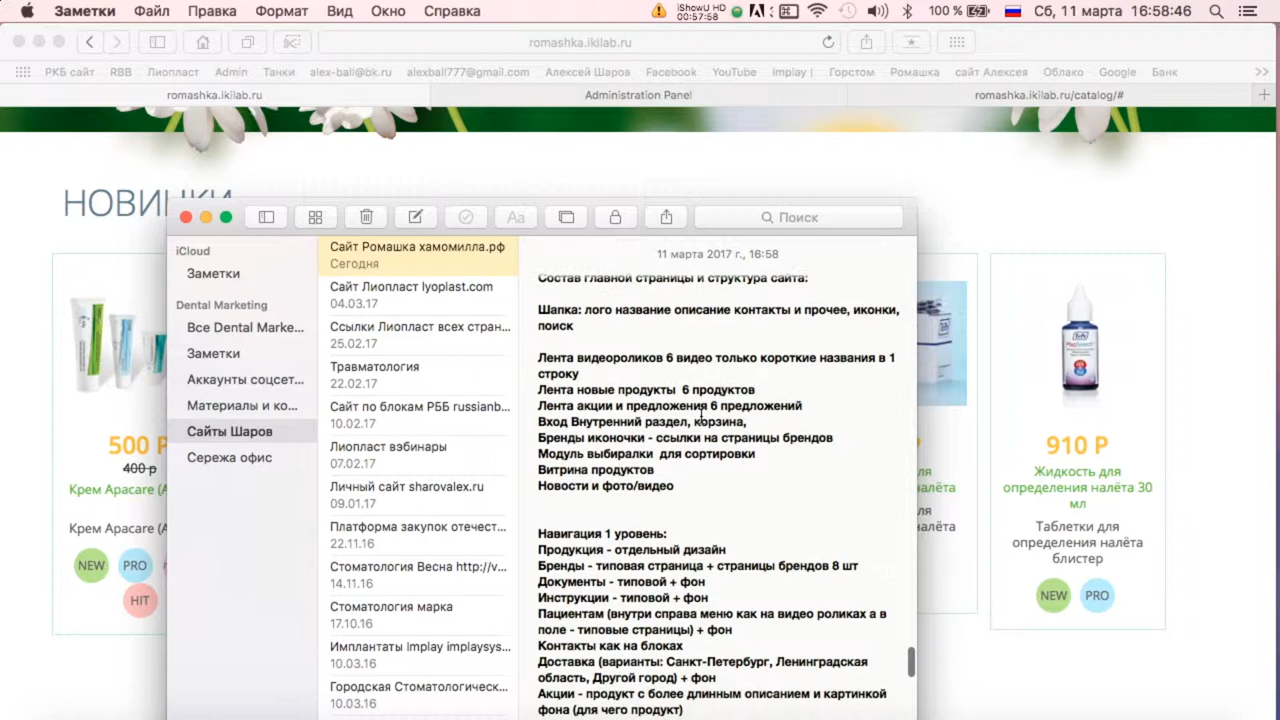 Заметки Файл Правка Формат Вид Окно Справка iShowU HD 00:57:58 100 % Сб, 11 марта 16:58:46
romashka.ikilab.ru
РКБ сайт RBB Лиопласт Admin Танки alex-ball@bk.ru alexball777@gmail.com Алексей Шаров Facebook YouTube Implay | Горстом Ромашка сайт Алексея Облако Google Банк
romashka.ikilab.ru Administration Panel romashka.ikilab.ru/catalog/#
НОВИНКИ
Aa Поиск
iCloud
Заметки
Dental Marketing
Все Dental Marke...
Заметки
Аккаунты соцсет...
Материалы и ко...
Сайты Шаров
Сережа офис
Сайт Ромашка хамомилла.рф
Сегодня
Сайт Лиопласт lyoplast.com
04.03.17
Ссылки Лиопласт всех стран...
25.02.17
Травматология
22.02.17
Сайт по блокам РББ russianb...
10.02.17
Лиопласт вэбинары
07.02.17
Личный сайт sharovalex.ru
09.01.17
Платформа закупок отечест...
22.11.16
Стоматология Весна http://v...
14.11.16
Стоматология марка
17.10.16
Имплантаты Implay implaysys...
10.03.16
Городская Стоматологическ...
10.03.16
11 марта 2017 г., 16:58
Состав главной страницы и структура сайта:
Шапка: лого название описание контакты и прочее, иконки,
поиск
Лента видеороликов 6 видео только короткие названия в 1
строку
Лента новые продукты 6 продуктов
Лента акции и предложения 6 предложений
Вход Внутренний раздел, корзина,
Бренды иконочки - ссылки на страницы брендов
Модуль выбиралки для сортировки
Витрина продуктов
Новости и фото/видео
Навигация 1 уровень:
Продукция - отдельный дизайн
Бренды - типовая страница + страницы брендов 8 шт
Документы - типовой + фон
Инструкции - типовой + фон
Пациентам (внутри справа меню как на видео роликах а в
поле - типовые страницы) + фон
Контакты как на блоках
Доставка (варианты: Санкт-Петербург, Ленинградская
область, Другой город) + фон
Акции - продукт с более длинным описанием и картинкой
фона (для чего продукт)
500 Р
400 р
Крем Apacare (A
Крем Apacare (A
NEW PRO
HIT
910 Р
Жидкость для
определения налёта 30
мл
Таблетки для
определения налёта
блистер
NEW PRO